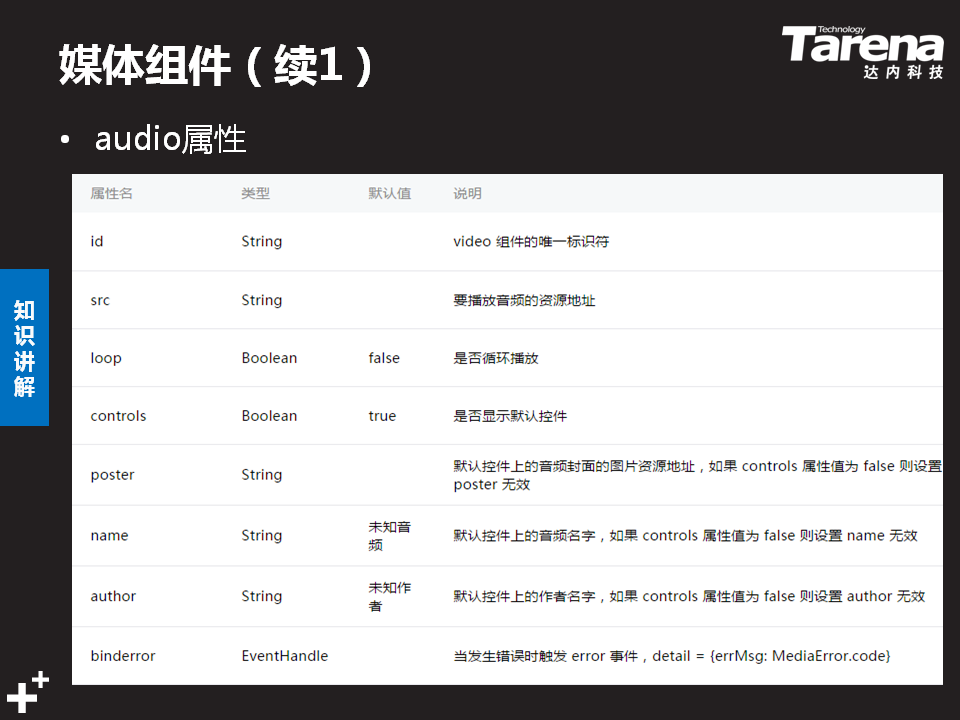 媒体组件（续1）
Technology
Tarena
达内科技
• audio属性
属性名 类型 默认值 说明
id String video 组件的唯一标识符
src String 要播放音频的资源地址
loop Boolean false 是否循环播放
controls Boolean true 是否显示默认控件
poster String 默认控件上的音频封面的图片资源地址，如果 controls 属性值为 false 则设置
poster 无效
name String 未知音
频 默认控件上的音频名字，如果 controls 属性值为 false 则设置 name 无效
author String 未知作
者 默认控件上的作者名字，如果 controls 属性值为 false 则设置 author 无效
binderror EventHandle 当发生错误时触发 error 事件，detail = {errMsg: MediaError.code}
知
识
讲
解